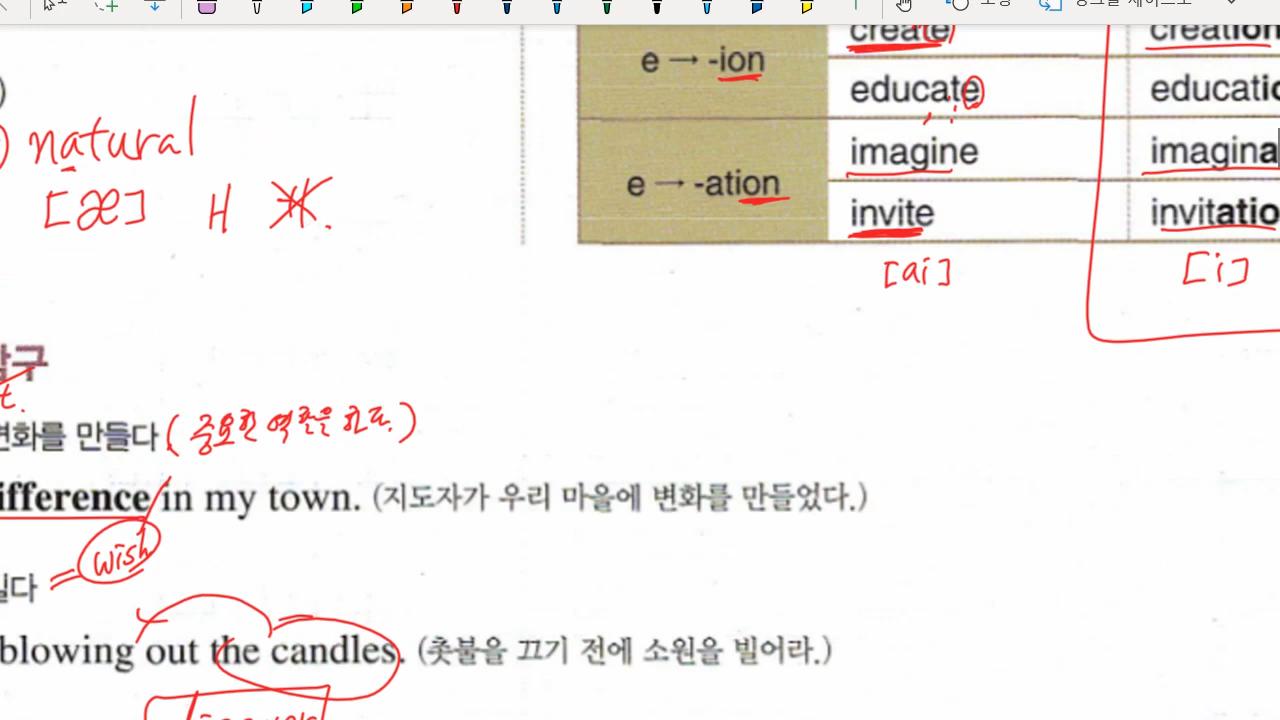 create creation
e → -ion
educate educatio
) natural
imagine imagina
e → -ation
[æ] H
invite invitatio
[ai] [i]
탐구
t.
변화를 만들다 ( 중요한 역할을 한다. )
ifference in my town. (지도자가 우리 마을에 변화를 만들었다.)
wish
빌다 =
blowing out the candles. (촛불을 끄기 전에 소원을 빌어라.)